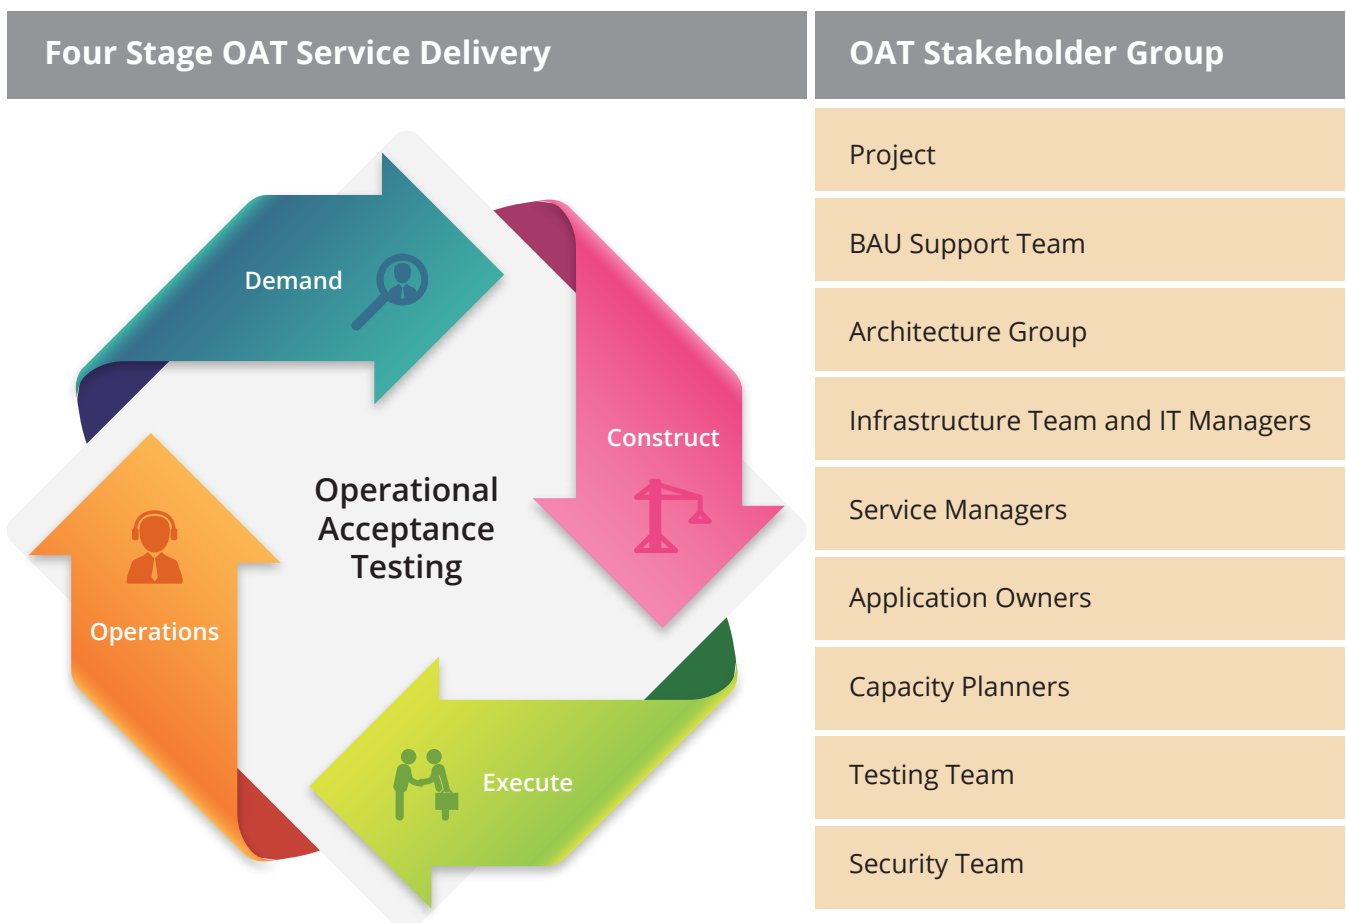 Four Stage OAT Service Delivery
Demand
Construct
Operational
Acceptance
Testing
Operations
Execute
OAT Stakeholder Group
Project
BAU Support Team
Architecture Group
Infrastructure Team and IT Managers
Service Managers
Application Owners
Capacity Planners
Testing Team
Security Team